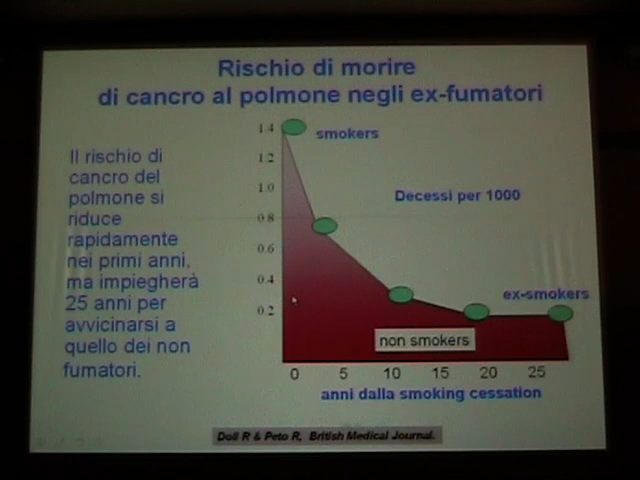 Rischio di morire
di cancro al polmone negli ex-fumatori
Il rischio di
cancro del
polmone si
riduce
rapidamente
nei primi anni,
ma impiegherà
25 anni per
avvicinarsi a
quello dei non
fumatori.
1.4
1.2
1.0
0.8
0.6
0.4
0.2
smokers
Decessi per 1000
ex-smokers
non smokers
0 5 10 15 20 25
anni dalla smoking cessation
Doll R & Peto R, British Medical Journal.